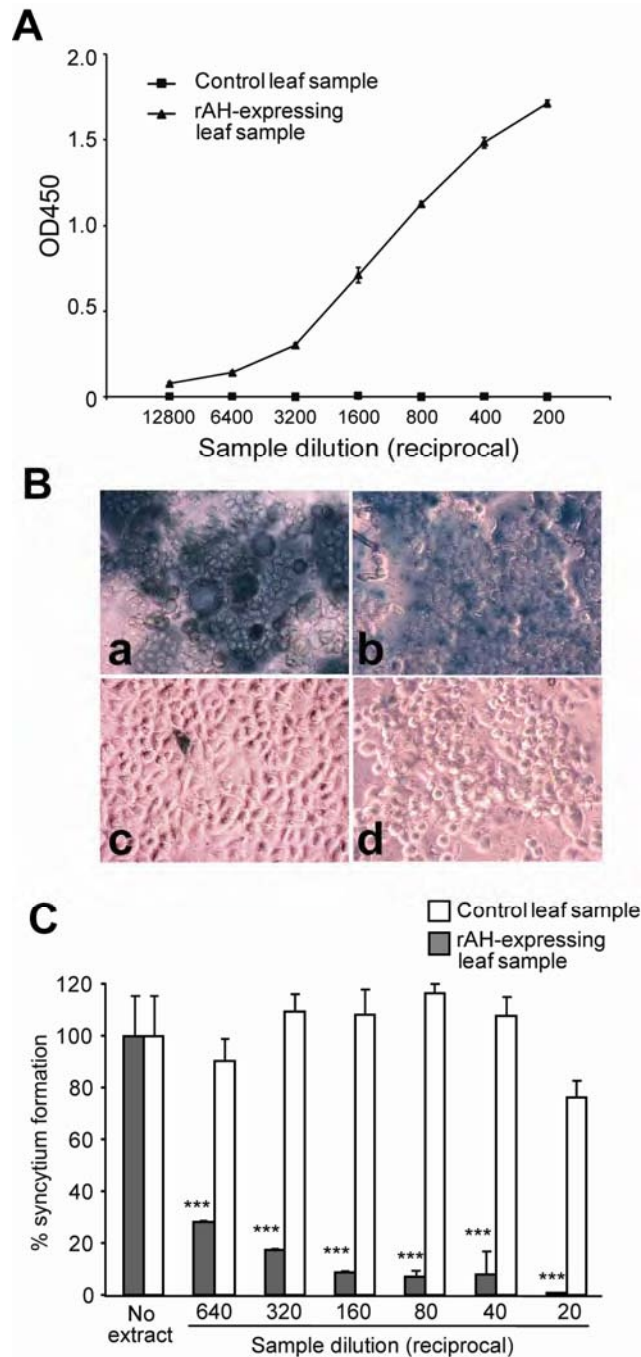 A
2.0
1.5
1.0
0.5
0
OD450
Control leaf sample
rAH-expressing
leaf sample
12800 6400 3200 1600 800 400 200
Sample dilution (reciprocal)
B
a
b
c
d
C
Control leaf sample
rAH-expressing
leaf sample
120
100
80
60
40
20
0
% syncytium formation
*** *** *** *** *** ***
No
extract
640 320 160 80 40 20
Sample dilution (reciprocal)